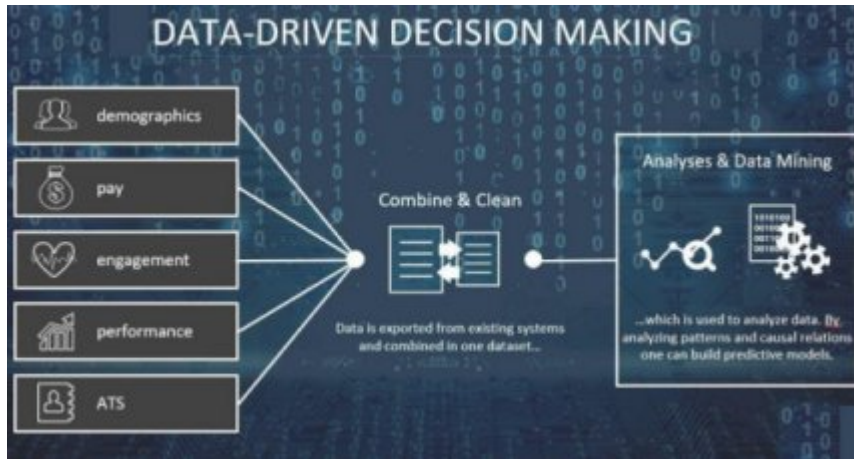 DATA-DRIVEN DECISION MAKING
demographics
pay
engagement
performance
ATS
Combine & Clean
Data is exported from existing systems
and combined in one dataset...
Analyses & Data Mining
...which is used to analyze data. By
analyzing patterns and causal relations
one can build predictive models.